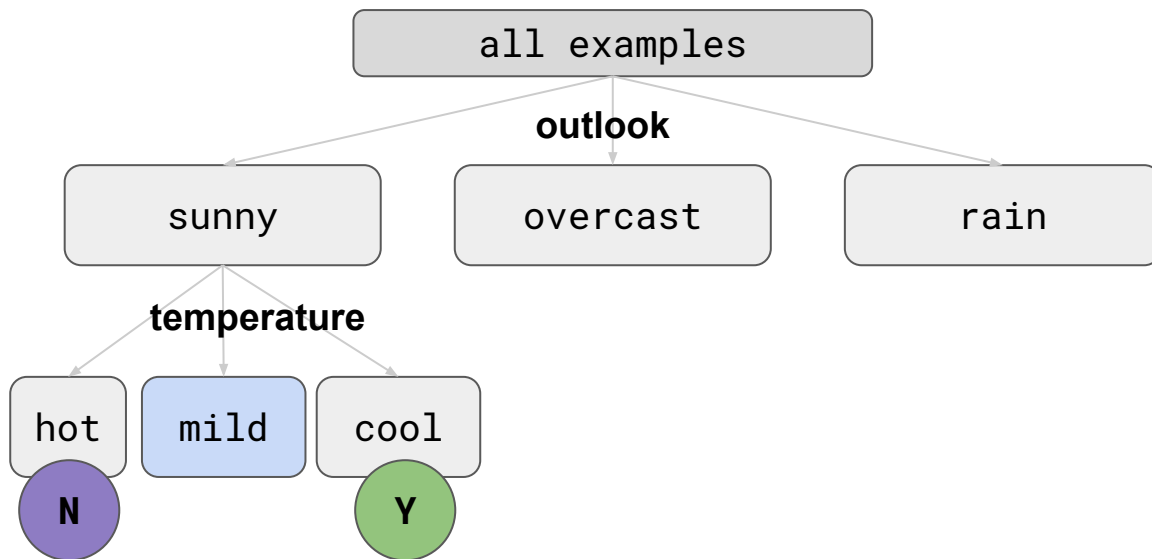 all examples
outlook
sunny
overcast
rain
temperature
hot
mild
cool
N
Y